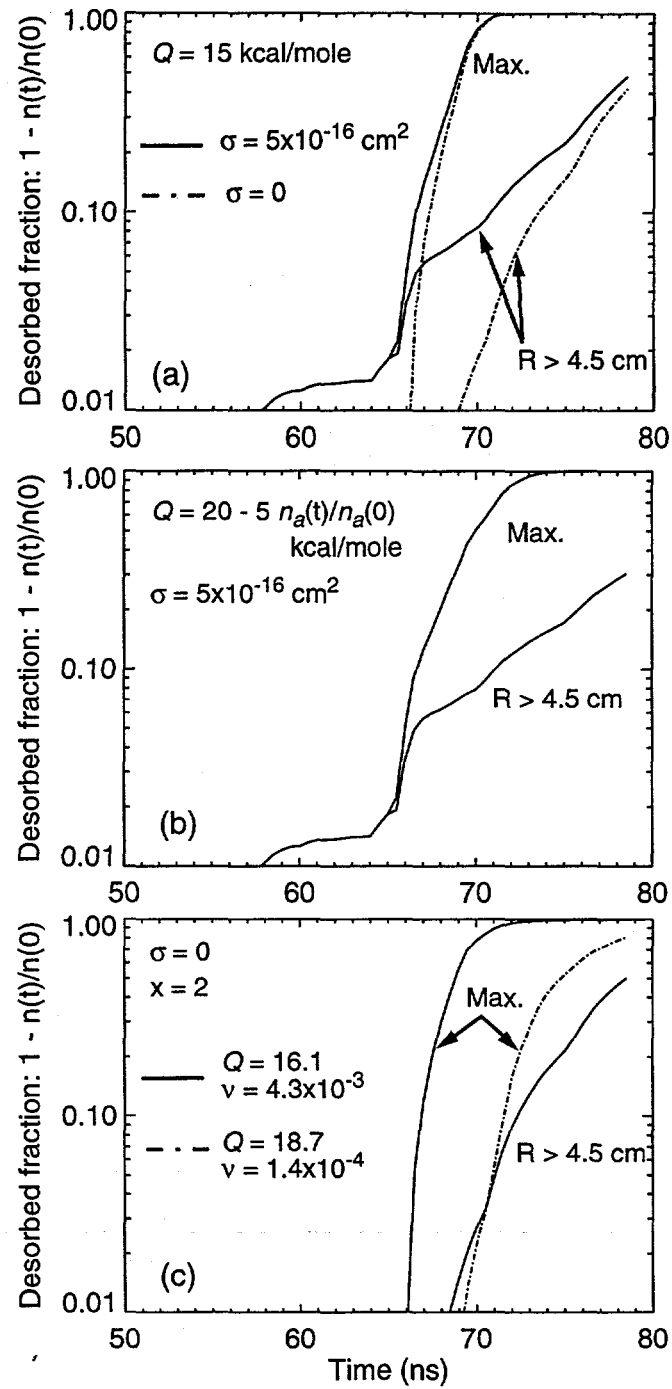 1.00
Q = 15 kcal/mole
Max.
σ = 5x10⁻¹⁶ cm²
σ = 0
0.10
R > 4.5 cm
(a)
0.01
50 60 70 80
Desorbed fraction: 1 - n(t)/n(0)
1.00
Q = 20 - 5 nₐ(t)/nₐ(0)
kcal/mole
Max.
σ = 5x10⁻¹⁶ cm²
0.10
R > 4.5 cm
(b)
0.01
50 60 70 80
Desorbed fraction: 1 - n(t)/n(0)
1.00
σ = 0
x = 2
Max.
Q = 16.1
ν = 4.3x10⁻³
0.10
Q = 18.7
ν = 1.4x10⁻⁴
R > 4.5 cm
(c)
0.01
50 60 70 80
Desorbed fraction: 1 - n(t)/n(0)
Time (ns)